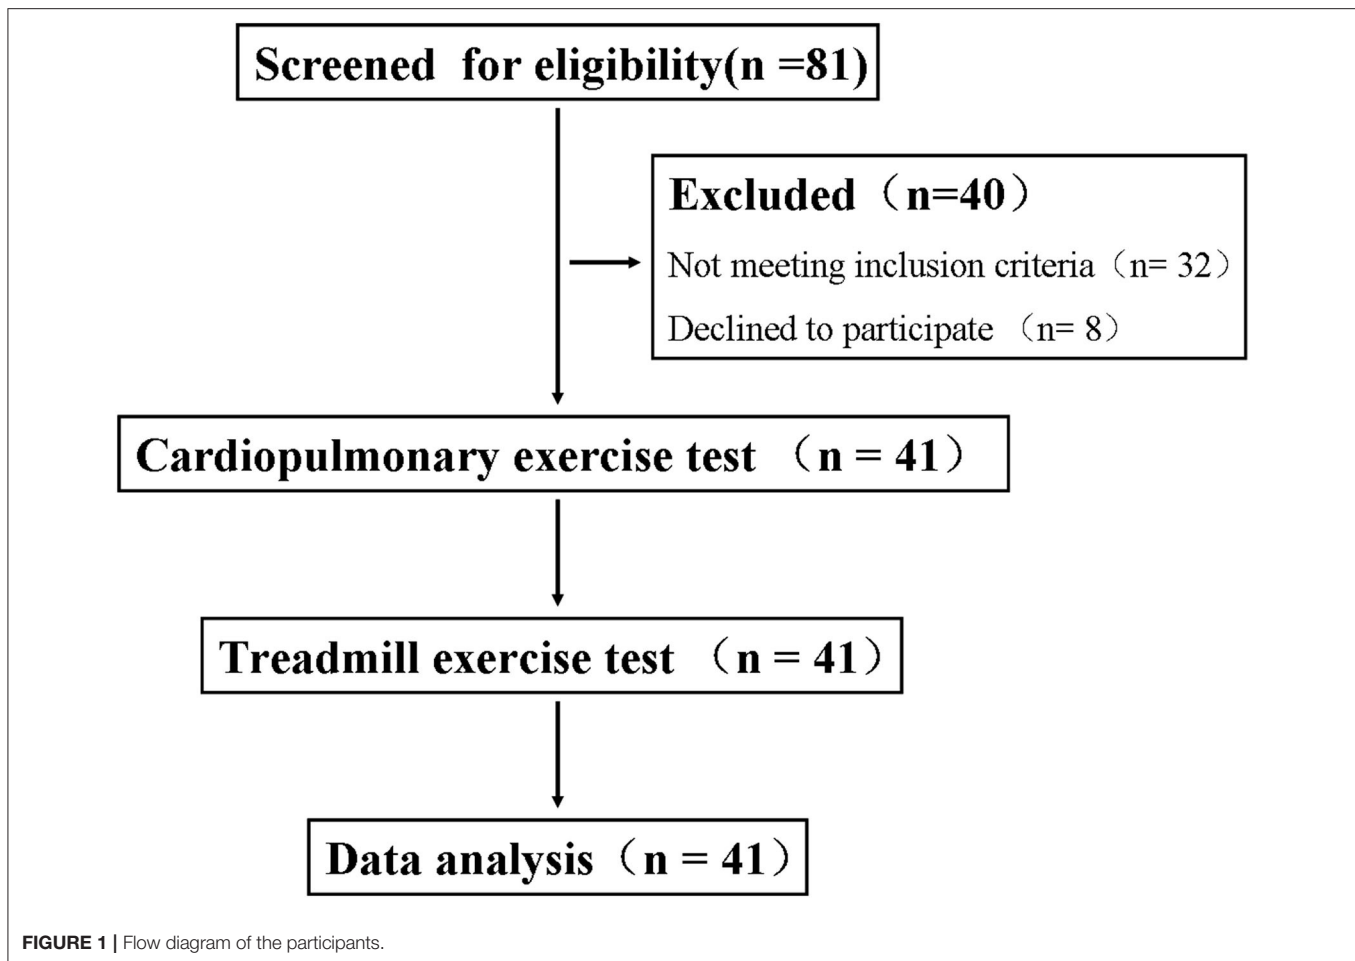 Screened for eligibility(n =81)
Excluded（n=40）
Not meeting inclusion criteria（n= 32）
Declined to participate （n= 8）
Cardiopulmonary exercise test （n = 41）
Treadmill exercise test （n = 41）
Data analysis（n = 41）
FIGURE 1 | Flow diagram of the participants.